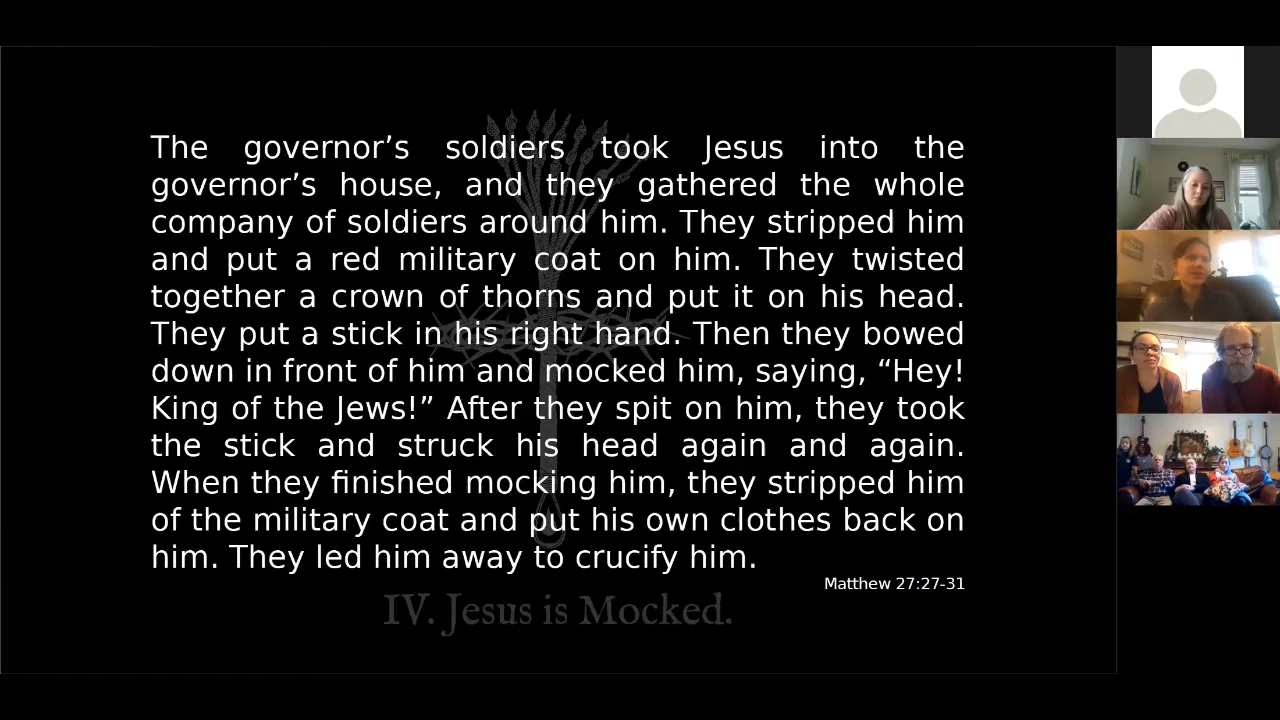 The governor’s soldiers took Jesus into the
governor’s house, and they gathered the whole
company of soldiers around him. They stripped him
and put a red military coat on him. They twisted
together a crown of thorns and put it on his head.
They put a stick in his right hand. Then they bowed
down in front of him and mocked him, saying, “Hey!
King of the Jews!” After they spit on him, they took
the stick and struck his head again and again.
When they finished mocking him, they stripped him
of the military coat and put his own clothes back on
him. They led him away to crucify him.
Matthew 27:27-31
IV. Jesus is Mocked.